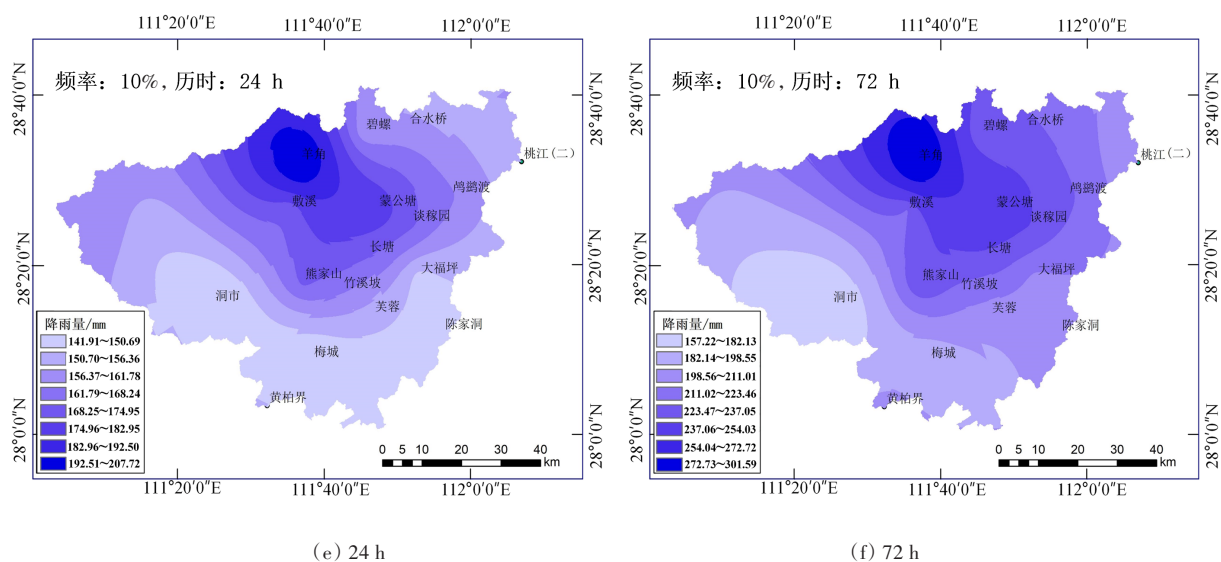 111°20′0″E 111°40′0″E 112°0′0″E
频率：10%，历时：24 h
28°40′0″N 28°40′0″N
碧螺 合水桥
羊角 桃江(二)
敷溪 蒙公塘 鸬鹚渡
谈稼园
长塘
28°20′0″N 28°20′0″N
熊家山 竹溪坡 大福坪
洞市 芙蓉
陈家洞
梅城
黄柏界
28°0′0″N 28°0′0″N
降雨量/mm
141.91～150.69
150.70～156.36
156.37～161.78
161.79～168.24
168.25～174.95
174.96～182.95
182.96～192.50
192.51～207.72
0 5 10 20 30 40
km
111°20′0″E 111°40′0″E 112°0′0″E
(e) 24 h
111°20′0″E 111°40′0″E 112°0′0″E
频率：10%，历时：72 h
28°40′0″N 28°40′0″N
碧螺 合水桥
羊角 桃江(二)
敷溪 蒙公塘 鸬鹚渡
谈稼园
长塘
28°20′0″N 28°20′0″N
熊家山 竹溪坡 大福坪
洞市 芙蓉
陈家洞
梅城
黄柏界
28°0′0″N 28°0′0″N
降雨量/mm
157.22～182.13
182.14～198.55
198.56～211.01
211.02～223.46
223.47～237.05
237.06～254.03
254.04～272.72
272.73～301.59
0 5 10 20 30 40
km
111°20′0″E 111°40′0″E 112°0′0″E
(f) 72 h